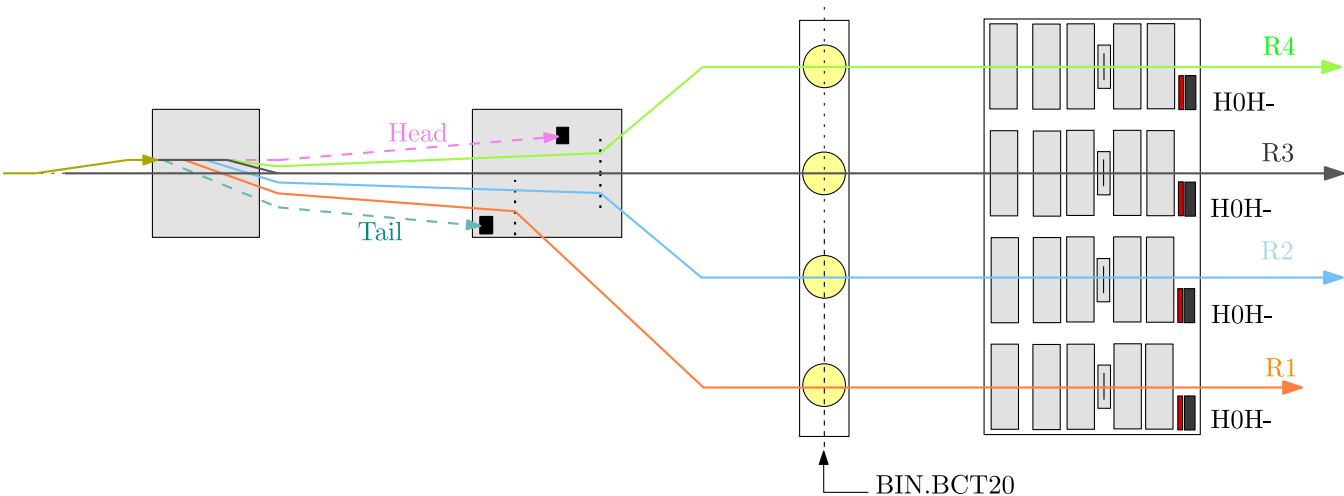 R4
H0H-
Head
R3
H0H-
Tail
R2
H0H-
R1
H0H-
BIN.BCT20